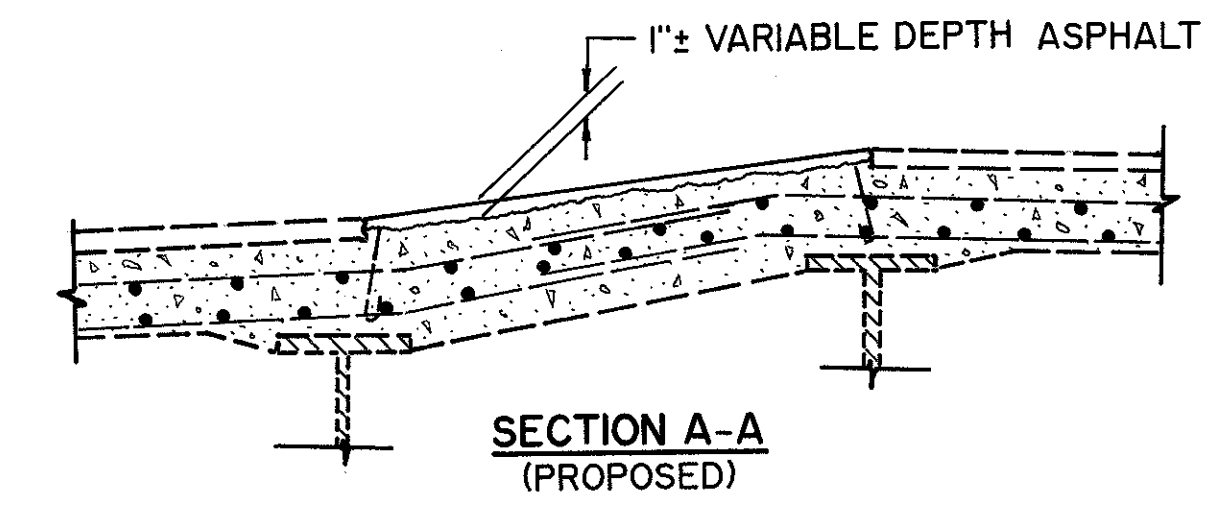 1"± VARIABLE DEPTH ASPHALT
SECTION A-A
(PROPOSED)